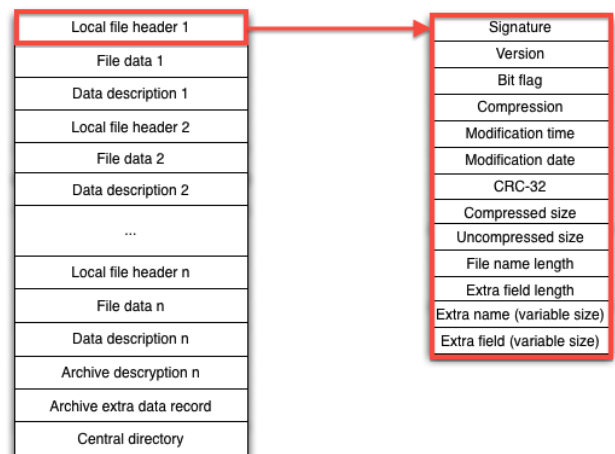 Local file header 1
File data 1
Data description 1
Local file header 2
File data 2
Data description 2
...
Local file header n
File data n
Data description n
Archive descryption n
Archive extra data record
Central directory
Signature
Version
Bit flag
Compression
Modification time
Modification date
CRC-32
Compressed size
Uncompressed size
File name length
Extra field length
Extra name (variable size)
Extra field (variable size)